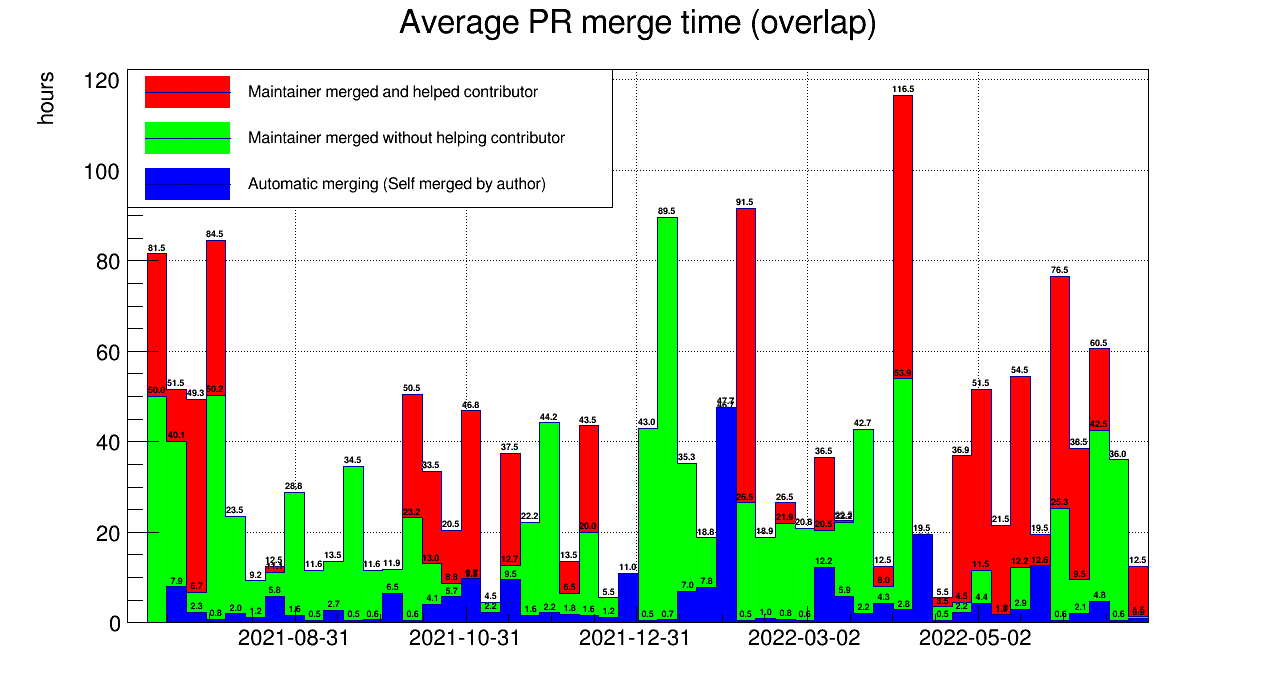 Average PR merge time (overlap)
hours
Maintainer merged and helped contributor
Maintainer merged without helping contributor
Automatic merging (Self merged by author)
120
100
80
60
40
20
0
116.5
91.5
89.5
84.5
81.5
76.5
60.5
54.5
53.9
51.5 51.5
50.0 50.2 50.5
49.3
47.7
46.8
44.2
43.0 43.5
42.7 42.5
40.1
38.5
37.5
36.5 36.9 36.0
35.3
34.5
33.5
28.8
26.5 26.5
25.3
23.5 23.2
22.2
21.9 21.5
20.5 20.0 20.8 20.5
19.5 19.5
18.8 18.9
13.5 13.0 13.5
12.5 12.7 12.2 12.5 12.2 12.6 12.5
11.6 11.6 11.9 11.0 11.5
9.2 9.5 9.5
8.8 8.0
7.9 7.0 7.8
6.7 6.5 6.5
5.8 5.7 5.5 5.9 5.5
4.1 4.5 4.3 4.5 4.4 4.8
2.3 2.0 2.7 2.2 2.2 2.2 2.8 2.2 2.9 2.1
0.8 1.2 1.6 0.5 0.5 0.6 0.6 1.6 1.8 1.6 1.2 0.5 0.7 0.5 1.0 0.8 0.6 0.5 0.6 0.6
2021-08-31
2021-10-31
2021-12-31
2022-03-02
2022-05-02